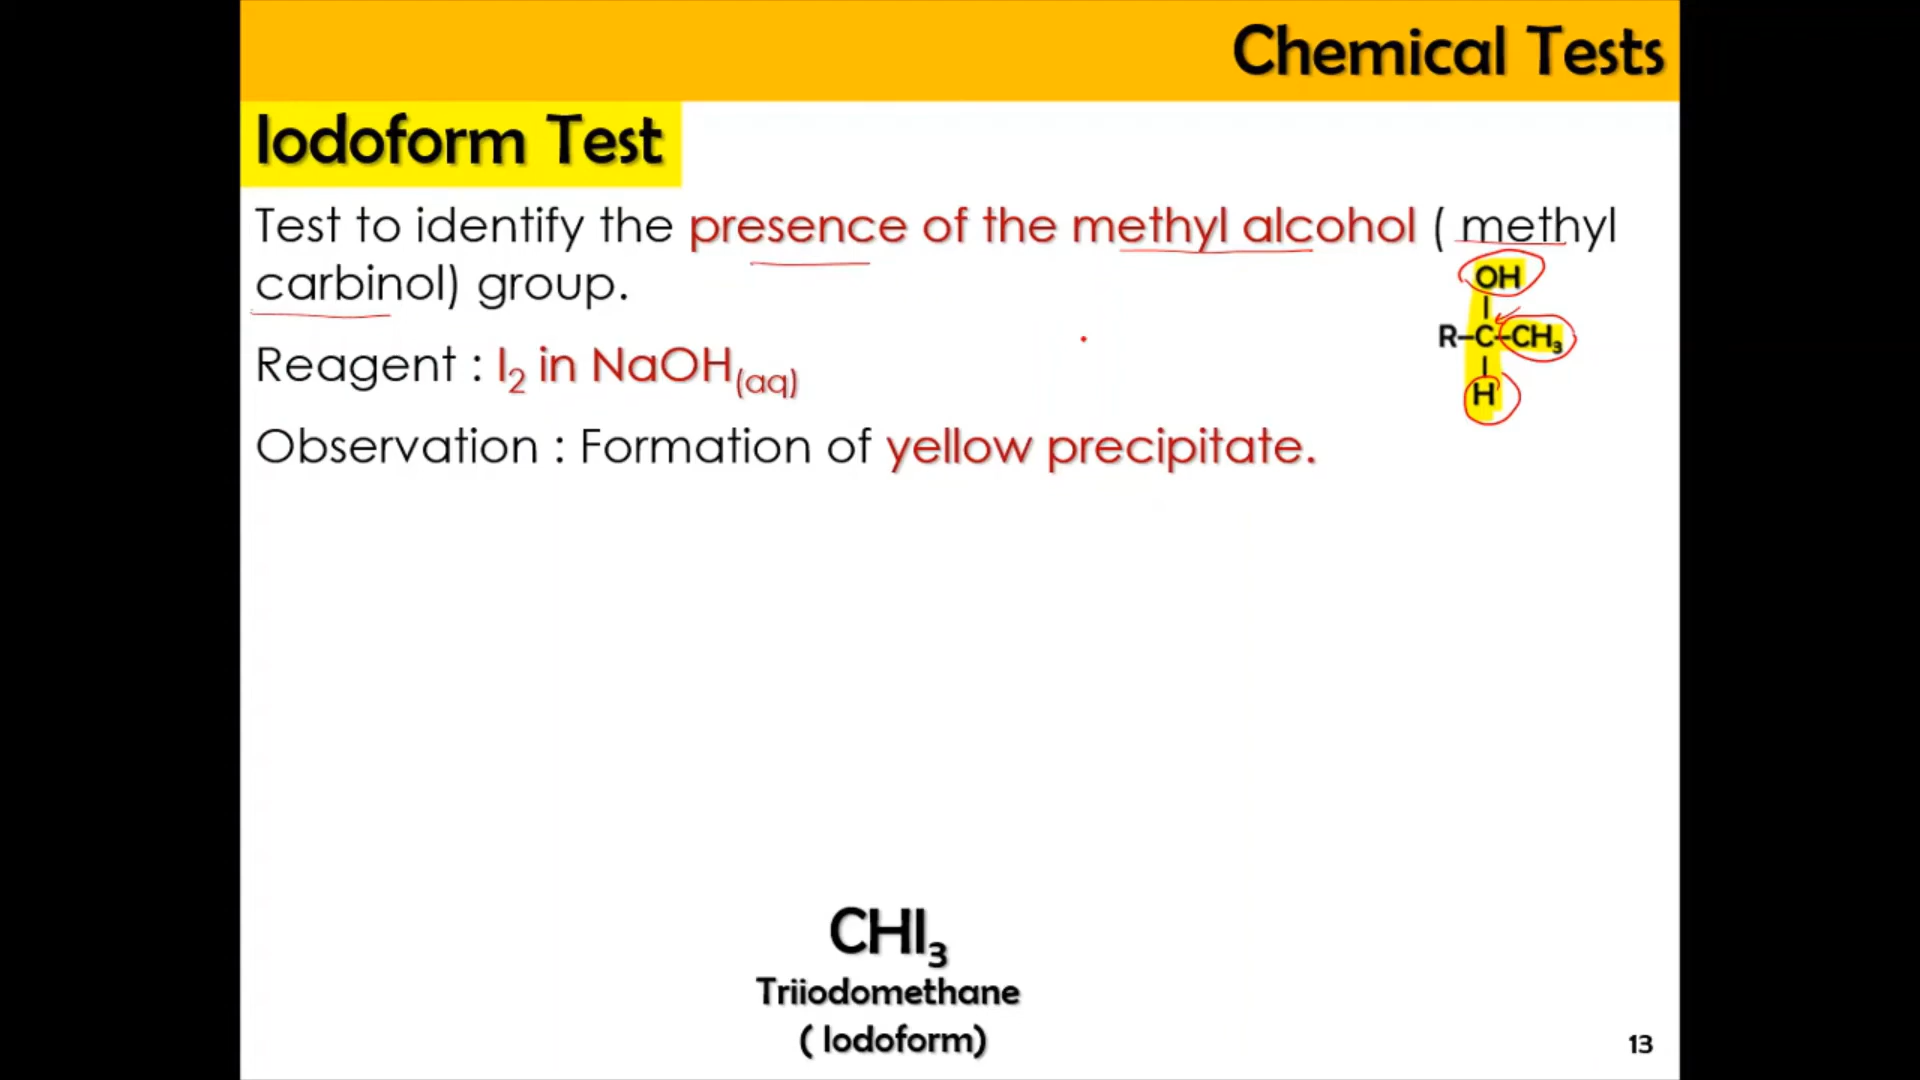 Chemical Tests
Iodoform Test
Test to identify the presence of the methyl alcohol ( methyl
carbinol) group.
OH
R–C–CH₃
H
Reagent : I₂ in NaOH(aq)
Observation : Formation of yellow precipitate.
CHI₃
Triiodomethane
( Iodoform)
13